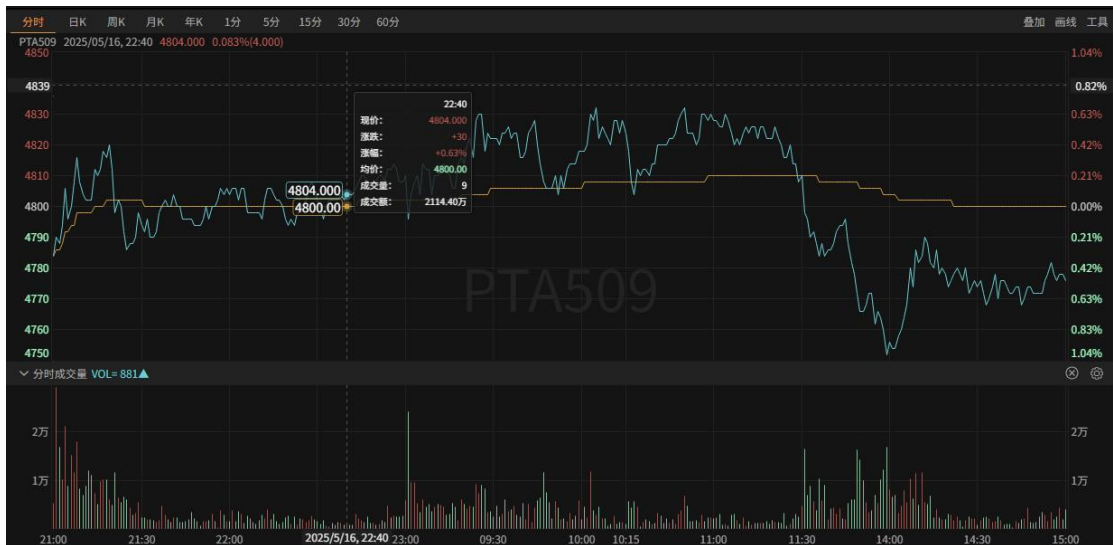 分时 日K 周K 月K 年K 1分 5分 15分 30分 60分 叠加 画线 工具
PTA509 2025/05/16, 22:40 4804.000 0.083%(4.000)
4850 1.04%
4839 0.82%
22:40
4830 现价: 4804.000 0.63%
涨跌: +30
4820 涨幅: +0.63% 0.42%
均价: 4800.00
4810 成交量: 9 0.21%
4804.000 成交额: 2114.40万
4800 4800.00 0.00%
4790 0.21%
4780 0.42%
PTA509
4770 0.63%
4760 0.83%
4750 1.04%
分时成交量 VOL= 881▲
2万 2万
1万 1万
21:00 21:30 22:00 2025/5/16, 22:40 23:00 09:30 10:00 10:15 11:00 11:30 14:00 14:30 15:00